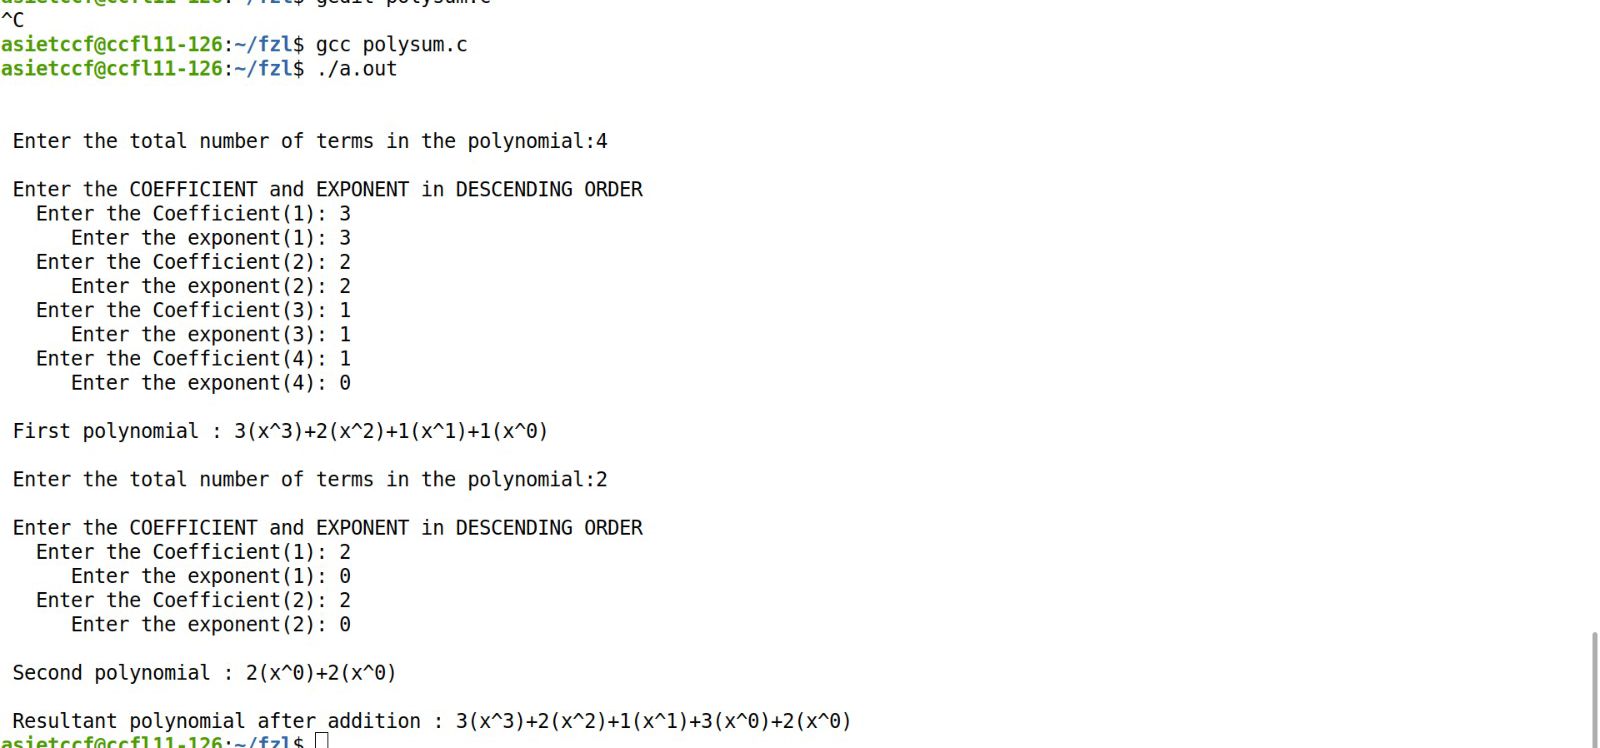 asietccf@ccfl11-126:~/fzl$ gedit polysum.c
^C
asietccf@ccfl11-126:~/fzl$ gcc polysum.c
asietccf@ccfl11-126:~/fzl$ ./a.out
Enter the total number of terms in the polynomial:4
Enter the COEFFICIENT and EXPONENT in DESCENDING ORDER
Enter the Coefficient(1): 3
Enter the exponent(1): 3
Enter the Coefficient(2): 2
Enter the exponent(2): 2
Enter the Coefficient(3): 1
Enter the exponent(3): 1
Enter the Coefficient(4): 1
Enter the exponent(4): 0
First polynomial : 3(x^3)+2(x^2)+1(x^1)+1(x^0)
Enter the total number of terms in the polynomial:2
Enter the COEFFICIENT and EXPONENT in DESCENDING ORDER
Enter the Coefficient(1): 2
Enter the exponent(1): 0
Enter the Coefficient(2): 2
Enter the exponent(2): 0
Second polynomial : 2(x^0)+2(x^0)
Resultant polynomial after addition : 3(x^3)+2(x^2)+1(x^1)+3(x^0)+2(x^0)
asietccf@ccfl11-126:~/fzl$